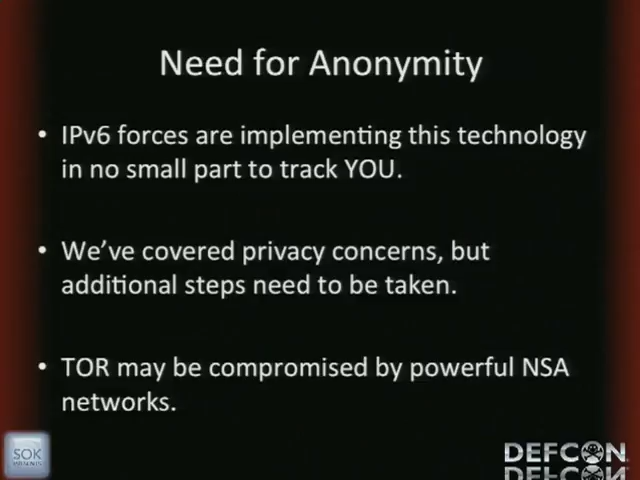 Need for Anonymity
• IPv6 forces are implementing this technology
in no small part to track YOU.
• We've covered privacy concerns, but
additional steps need to be taken.
• TOR may be compromised by powerful NSA
networks.
SOK
DEFCON